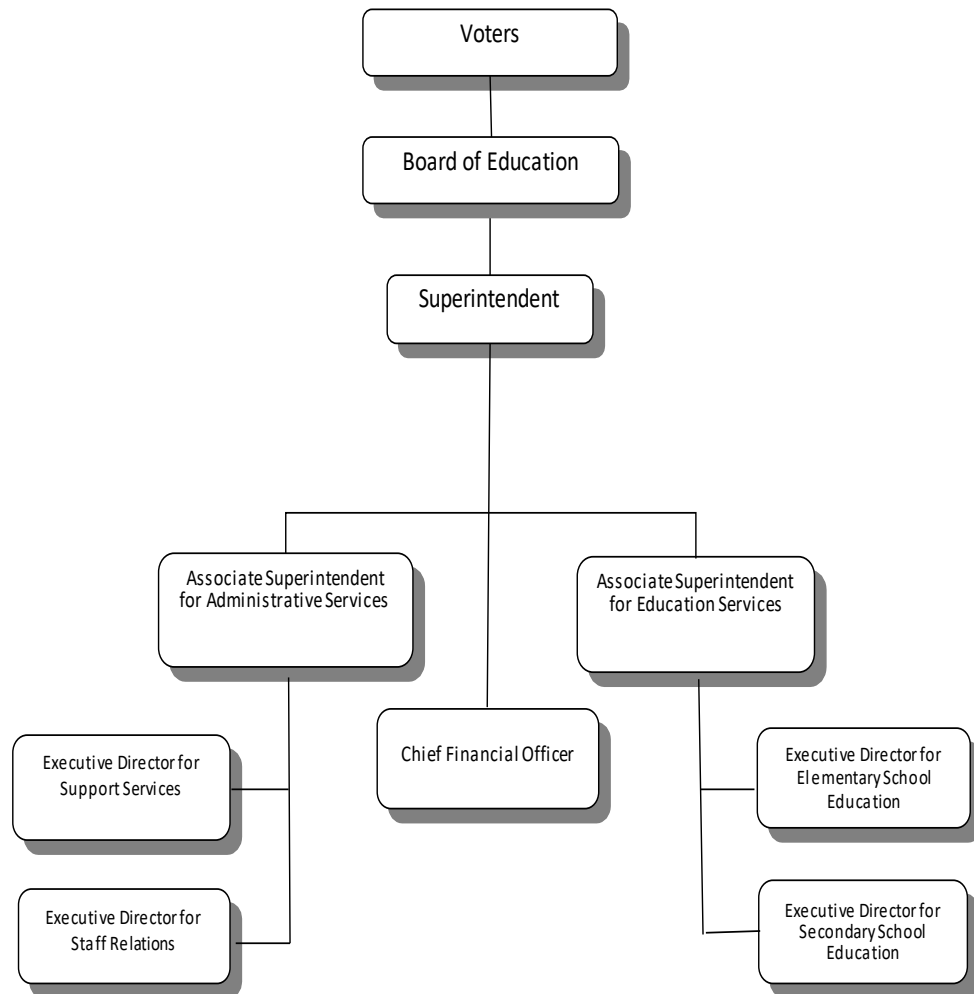 Voters
Board of Education
Superintendent
Associate Superintendent
for Administrative Services
Associate Superintendent
for Education Services
Chief Financial Officer
Executive Director for
Support Services
Executive Director for
Elementary School
Education
Executive Director for
Staff Relations
Executive Director for
Secondary School
Education